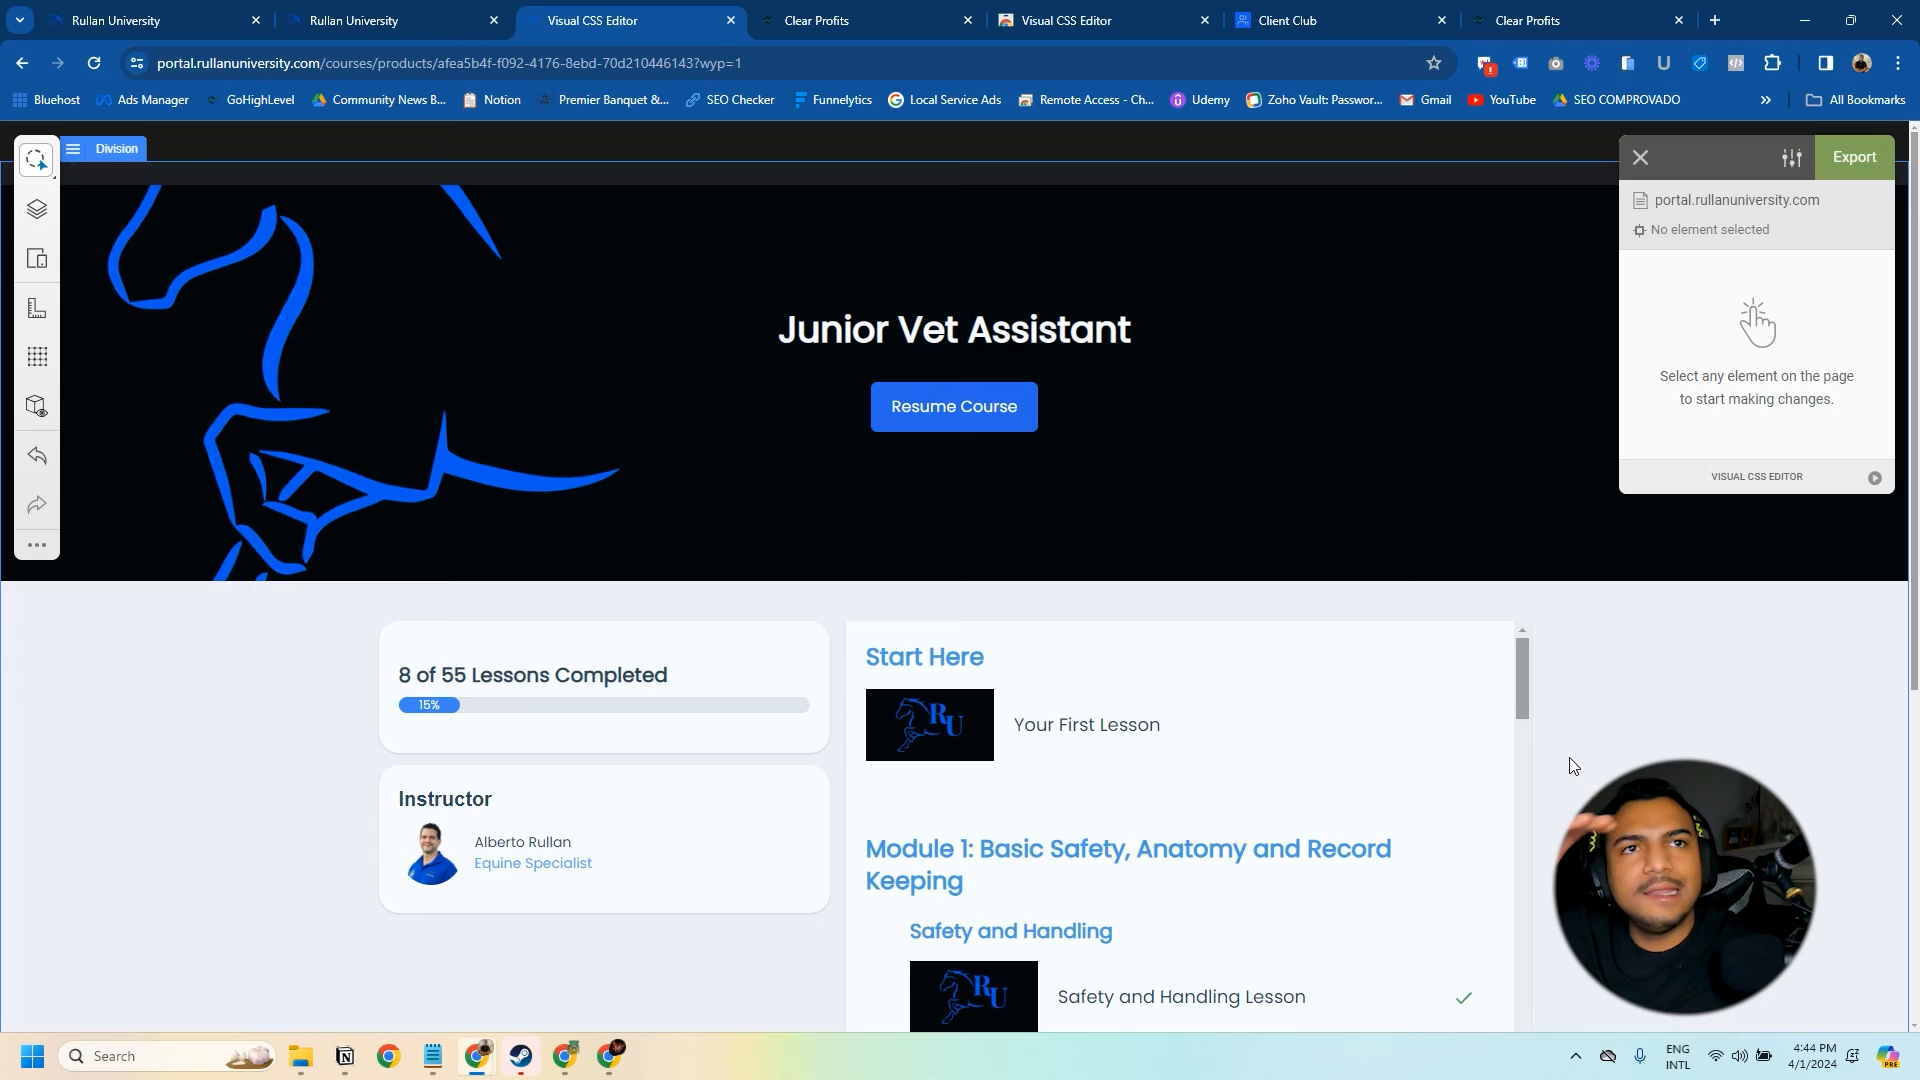 Rullan University
Rullan University
Visual CSS Editor
Clear Profits
Visual CSS Editor
Client Club
Clear Profits
portal.rullanuniversity.com/courses/products/afea5b4f-f092-4176-8ebd-70d210446143?wyp=1
Bluehost
Ads Manager
GoHighLevel
Community News B...
Notion
Premier Banquet &...
SEO Checker
Funnelytics
Local Service Ads
Remote Access - Ch...
Udemy
Zoho Vault: Passwor...
Gmail
YouTube
SEO COMPROVADO
All Bookmarks
Division
Export
portal.rullanuniversity.com
No element selected
Select any element on the page
to start making changes.
VISUAL CSS EDITOR
Junior Vet Assistant
Resume Course
8 of 55 Lessons Completed
15%
Instructor
Alberto Rullan
Equine Specialist
Start Here
RU
Your First Lesson
Module 1: Basic Safety, Anatomy and Record
Keeping
Safety and Handling
RU
Safety and Handling Lesson
Search
ENG
INTL
4:44 PM
4/1/2024
PRE